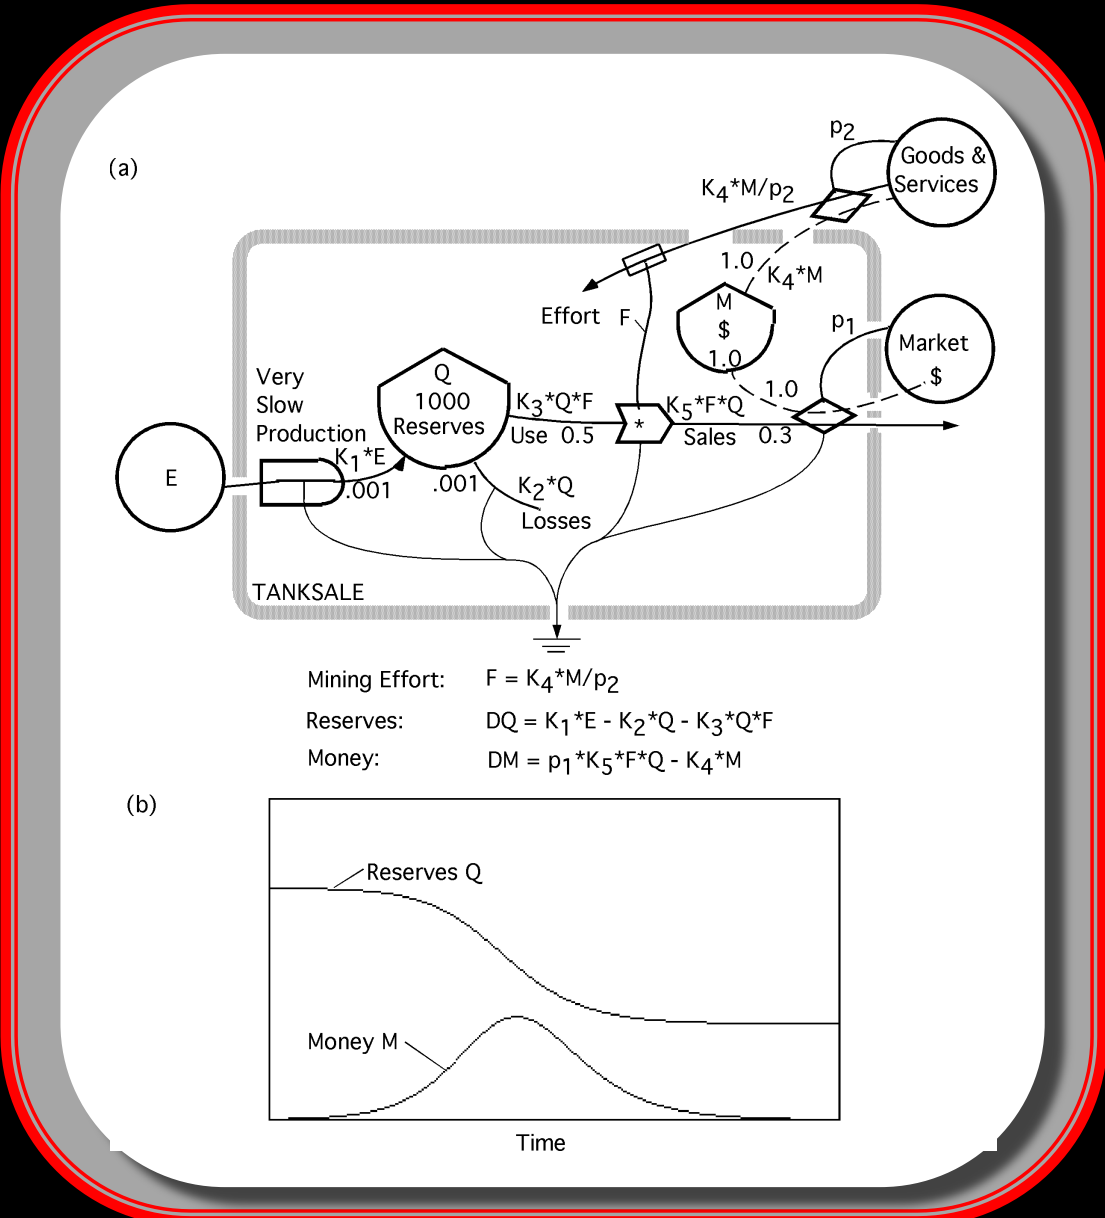 (a)
p2
Goods &
Services
K4*M/p2
1.0
K4*M
Effort
F
M
$
1.0
p1
Market
$
1.0
Very
Slow
Production
Q
1000
Reserves
K3*Q*F
Use 0.5
*
K5*F*Q
Sales 0.3
K1*E
.001
E
.001
K2*Q
Losses
TANKSALE
Mining Effort: F = K4*M/p2
Reserves: DQ = K1*E - K2*Q - K3*Q*F
Money: DM = p1*K5*F*Q - K4*M
(b)
Reserves Q
Money M
Time